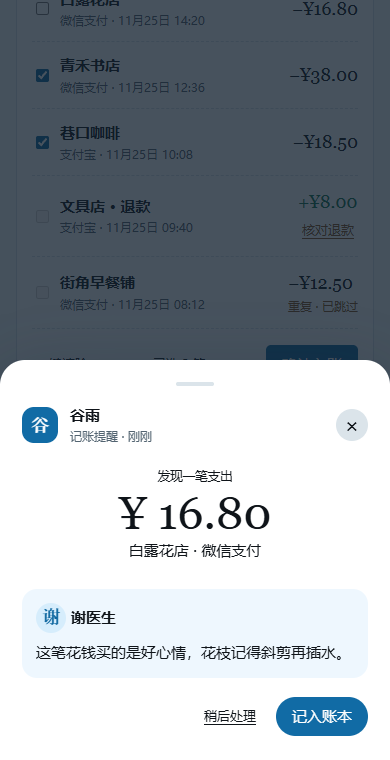 白露花店
−¥16.80
微信支付 · 11月25日 14:20
青禾书店
−¥38.00
微信支付 · 11月25日 12:36
巷口咖啡
−¥18.50
支付宝 · 11月25日 10:08
文具店 · 退款
+¥8.00
支付宝 · 11月25日 09:40
核对退款
街角早餐铺
−¥12.50
微信支付 · 11月25日 08:12
重复 · 已跳过
谷
谷雨
记账提醒 · 刚刚
×
发现一笔支出
¥ 16.80
白露花店 · 微信支付
谢
谢医生
这笔花钱买的是好心情，花枝记得斜剪再插水。
稍后处理
记入账本